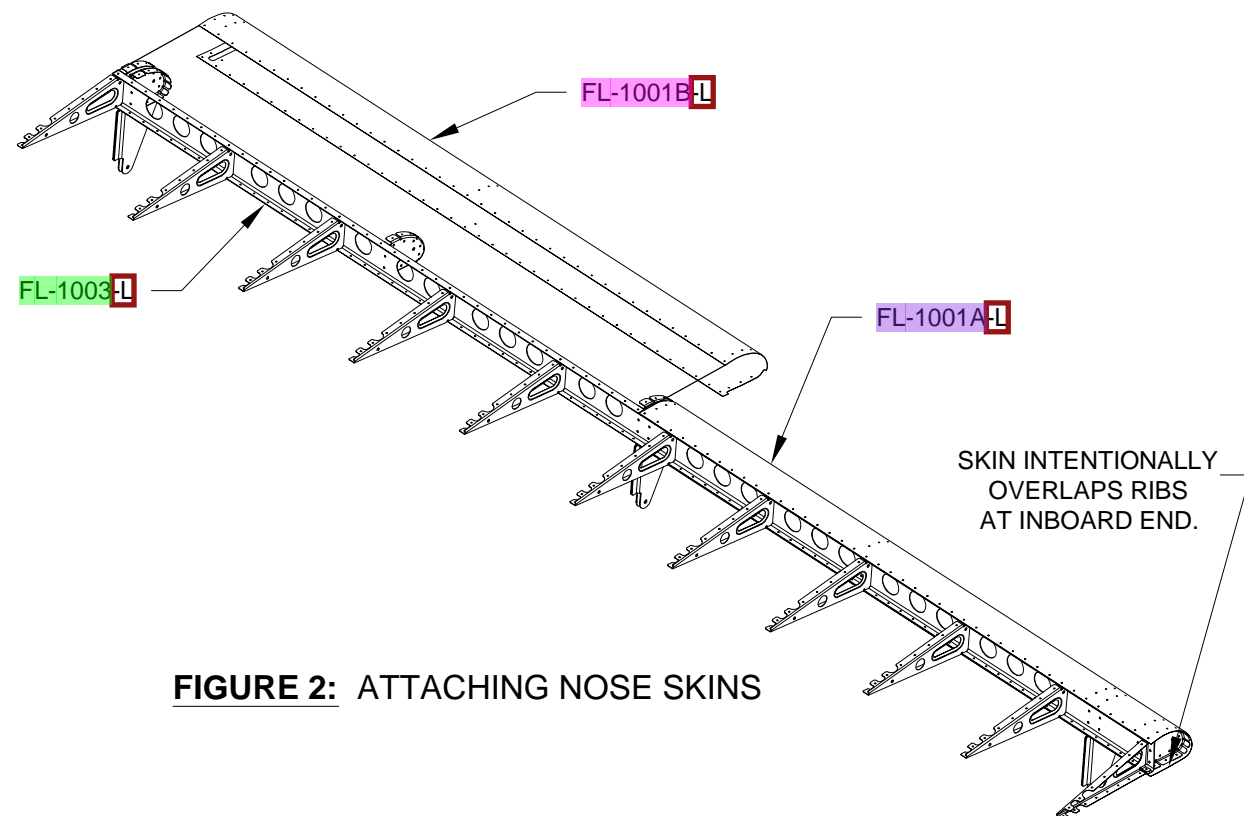 FL-1001B-L
FL-1003-L
FL-1001A-L
SKIN INTENTIONALLY
OVERLAPS RIBS
AT INBOARD END.
FIGURE 2: ATTACHING NOSE SKINS